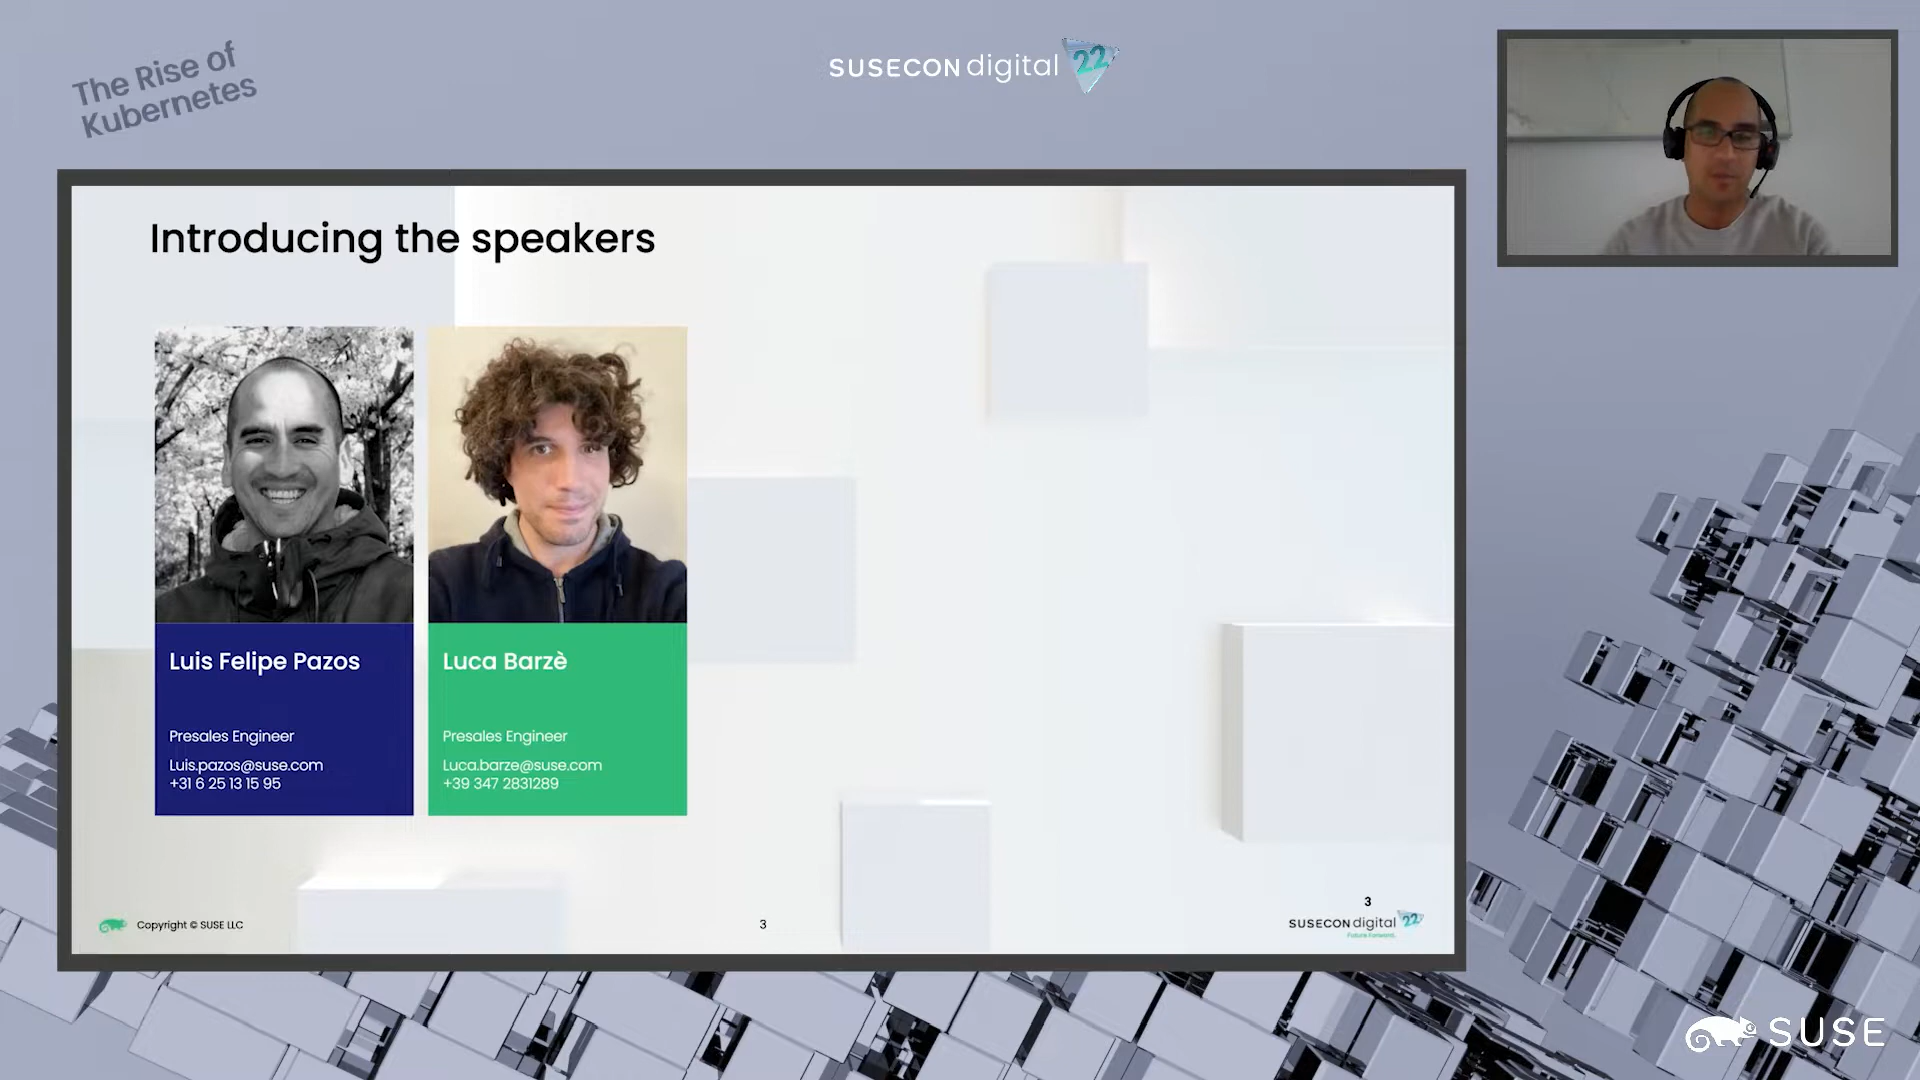 The Rise of
Kubernetes
SUSECON digital 22
Introducing the speakers
Luis Felipe Pazos
Presales Engineer
Luis.pazos@suse.com
+31 6 25 13 15 95
Luca Barzè
Presales Engineer
Luca.barze@suse.com
+39 347 2831289
Copyright © SUSE LLC
3
3
SUSECON digital 22
Future Forward.
SUSE